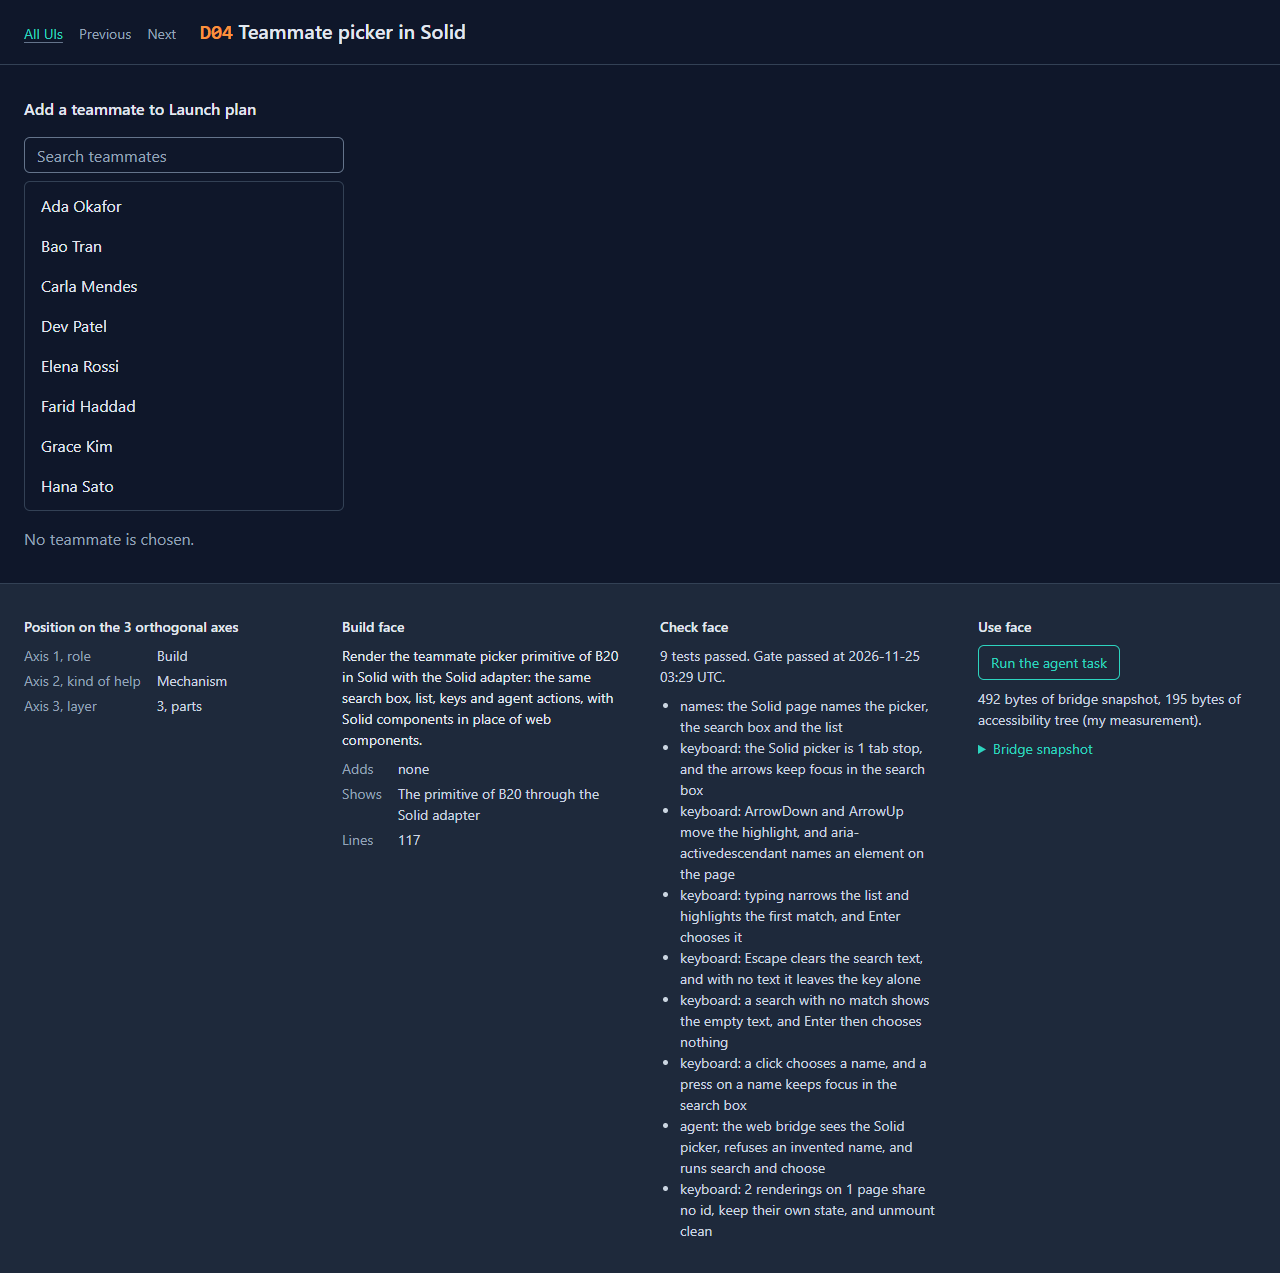 All UIs Previous Next D04 Teammate picker in Solid
Add a teammate to Launch plan
Search teammates
Ada Okafor
Bao Tran
Carla Mendes
Dev Patel
Elena Rossi
Farid Haddad
Grace Kim
Hana Sato
No teammate is chosen.
Position on the 3 orthogonal axes
Axis 1, role Build
Axis 2, kind of help Mechanism
Axis 3, layer 3, parts
Build face
Render the teammate picker primitive of B20
in Solid with the Solid adapter: the same
search box, list, keys and agent actions, with
Solid components in place of web
components.
Adds none
Shows The primitive of B20 through the
Solid adapter
Lines 117
Check face
9 tests passed. Gate passed at 2026-11-25
03:29 UTC.
• names: the Solid page names the picker,
the search box and the list
• keyboard: the Solid picker is 1 tab stop,
and the arrows keep focus in the search
box
• keyboard: ArrowDown and ArrowUp
move the highlight, and aria-
activedescendant names an element on
the page
• keyboard: typing narrows the list and
highlights the first match, and Enter
chooses it
• keyboard: Escape clears the search text,
and with no text it leaves the key alone
• keyboard: a search with no match shows
the empty text, and Enter then chooses
nothing
• keyboard: a click chooses a name, and a
press on a name keeps focus in the
search box
• agent: the web bridge sees the Solid
picker, refuses an invented name, and
runs search and choose
• keyboard: 2 renderings on 1 page share
no id, keep their own state, and unmount
clean
Use face
Run the agent task
492 bytes of bridge snapshot, 195 bytes of
accessibility tree (my measurement).
▶ Bridge snapshot